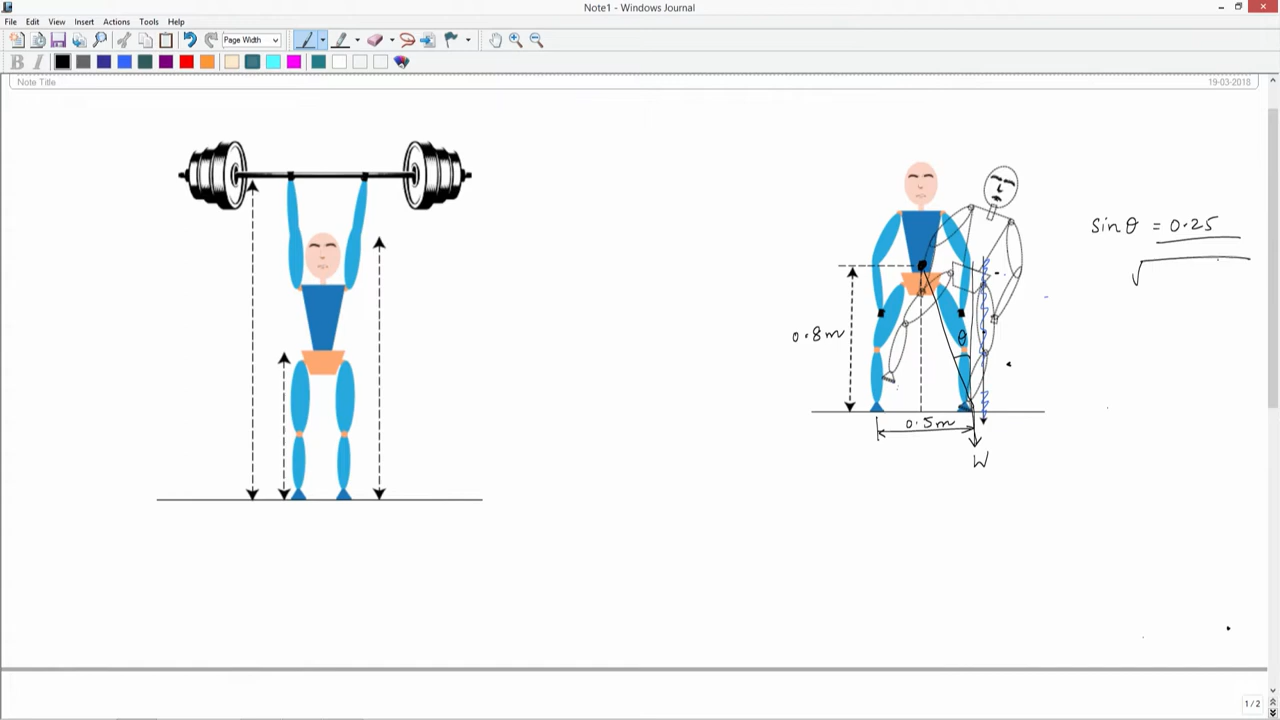 Note1 - Windows Journal
File Edit View Insert Actions Tools Help
Page Width
B I
Note Title
19-03-2018
sinθ = 0.25
√
0.8m
θ
0.5m
W
1/2